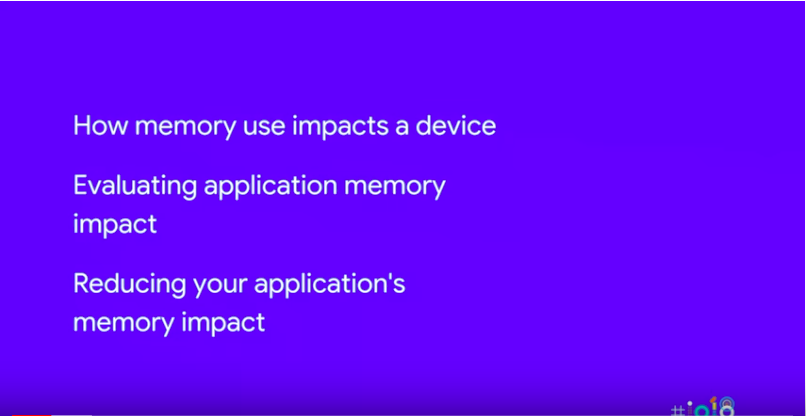 How memory use impacts a device
Evaluating application memory
impact
Reducing your application's
memory impact
#io18